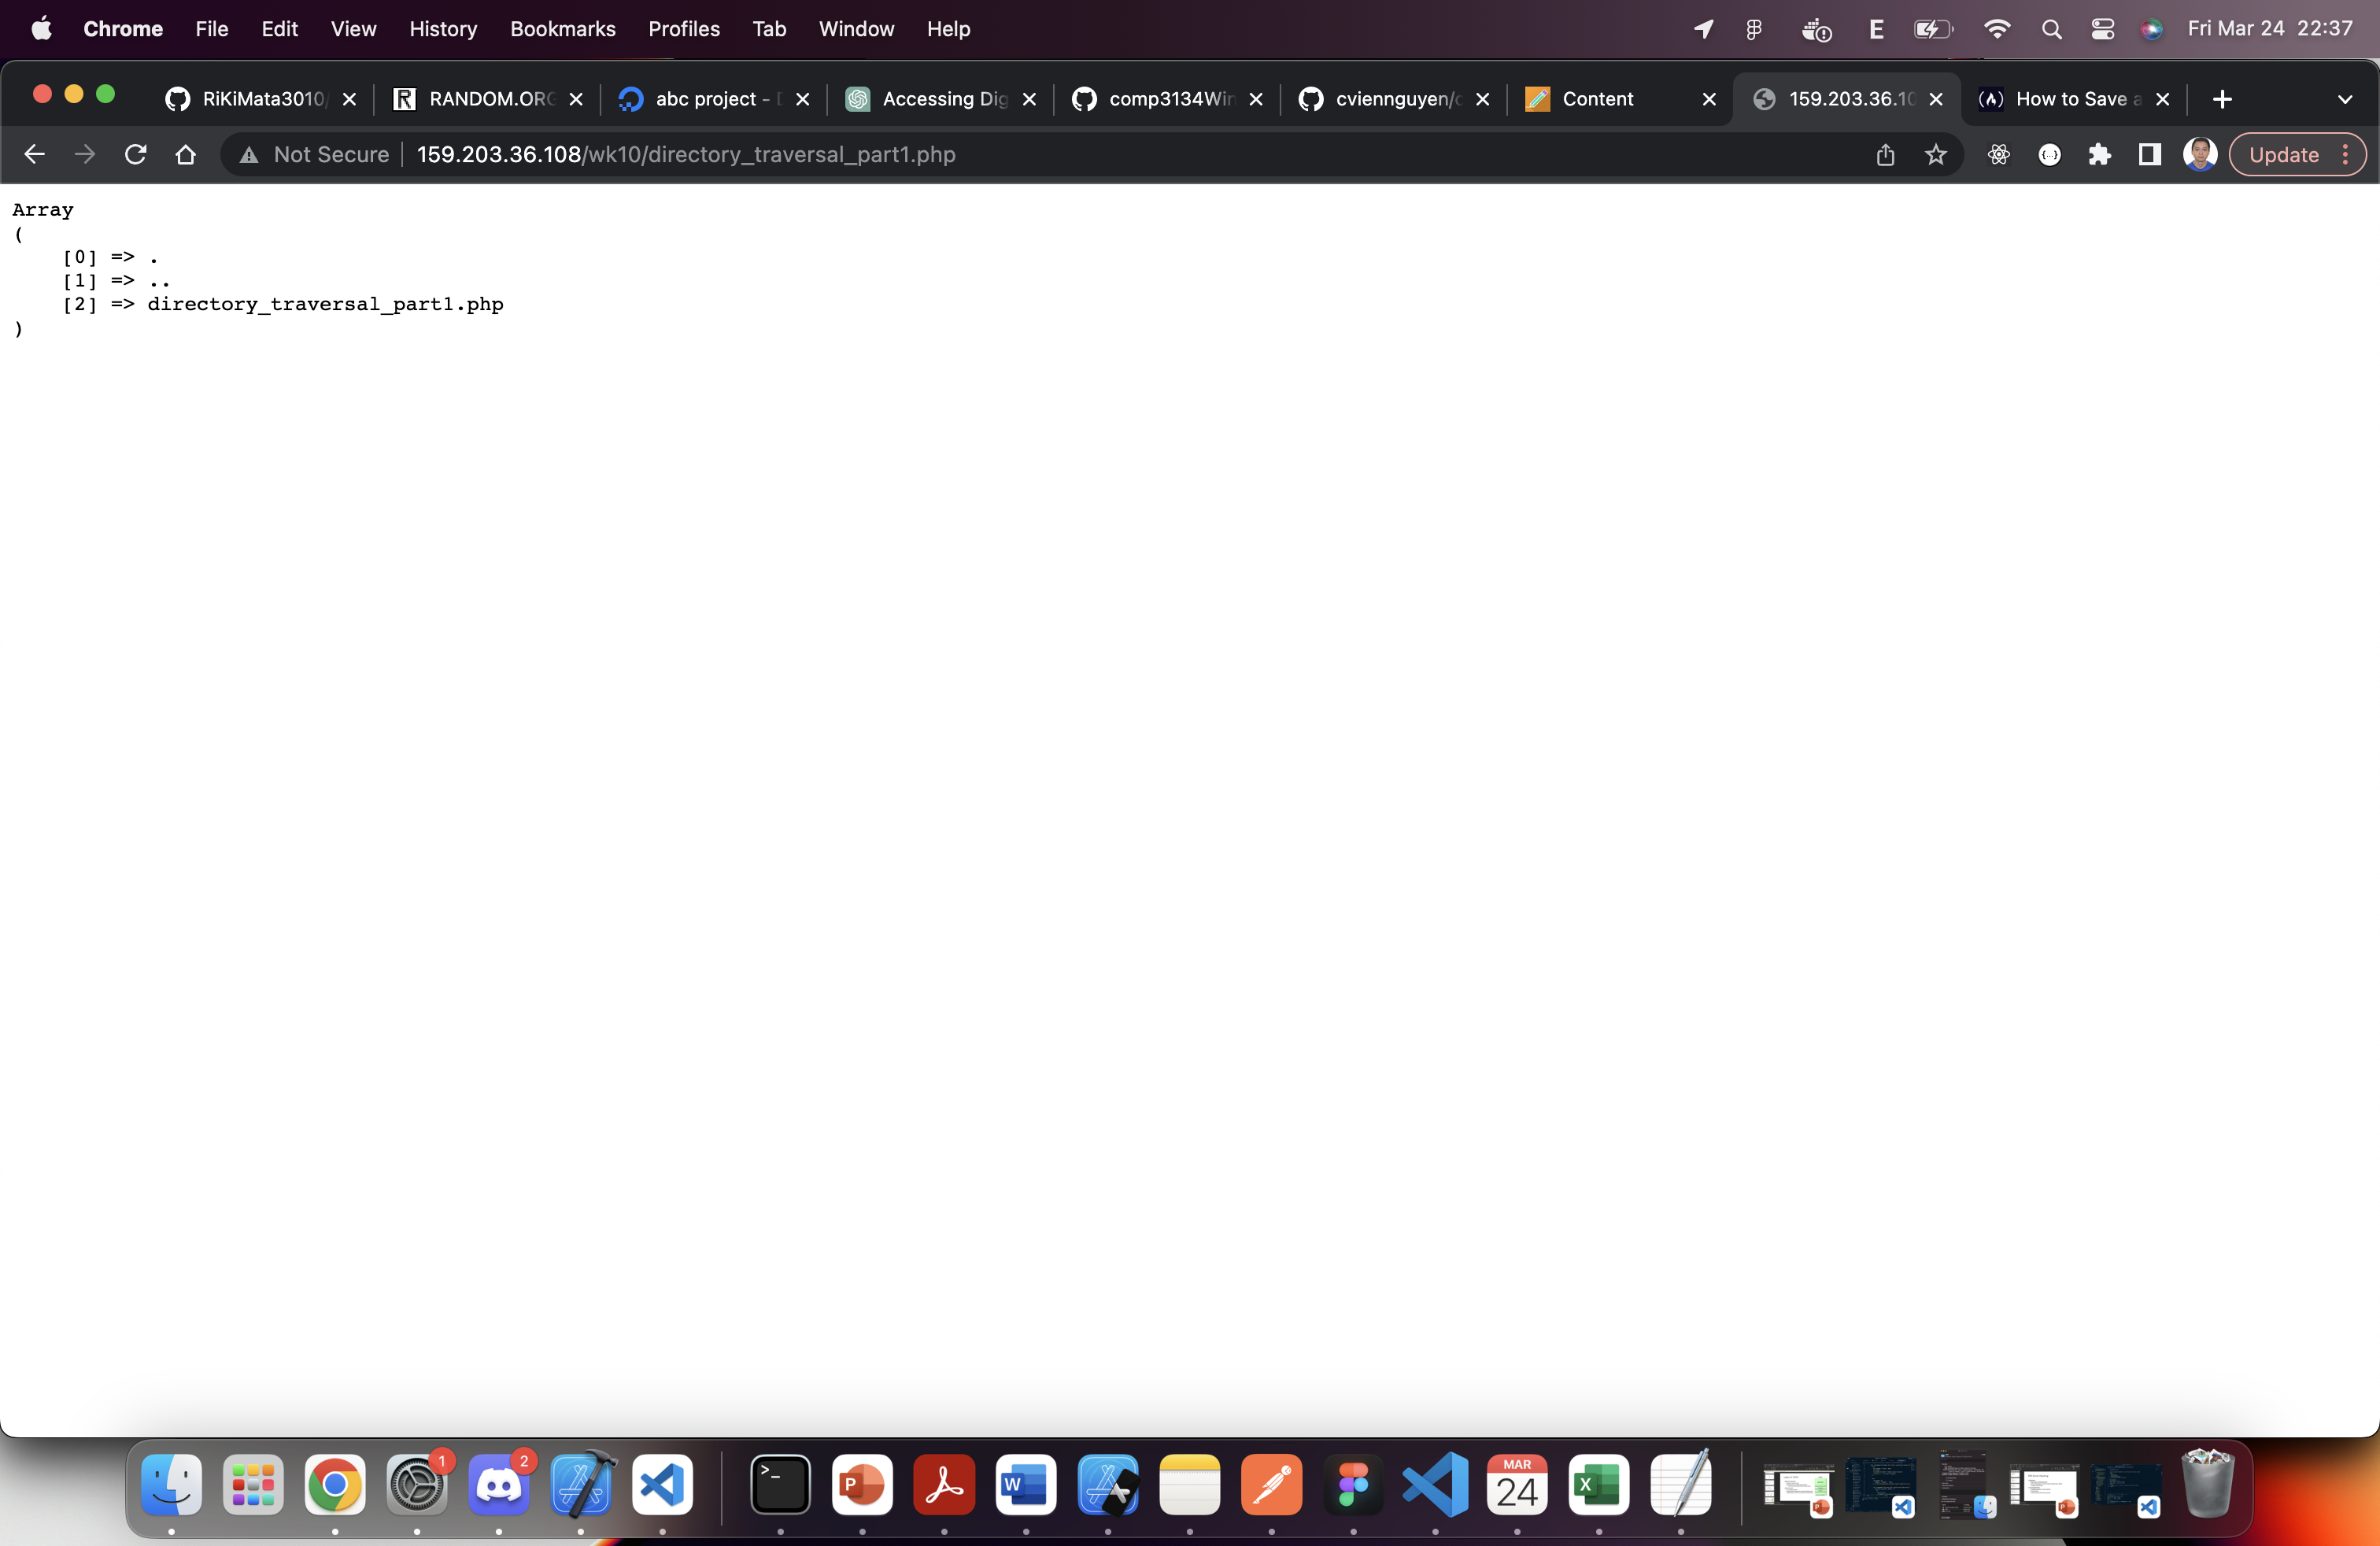 Chrome File Edit View History Bookmarks Profiles Tab Window Help E Fri Mar 24 22:37
RiKiMata3010/ RANDOM.ORG abc project - Accessing Dig comp3134Win cviennguyen/c Content 159.203.36.10 How to Save a
Not Secure 159.203.36.108/wk10/directory_traversal_part1.php Update
Array
(
[0] => .
[1] => ..
[2] => directory_traversal_part1.php
)
1 2 MAR
24